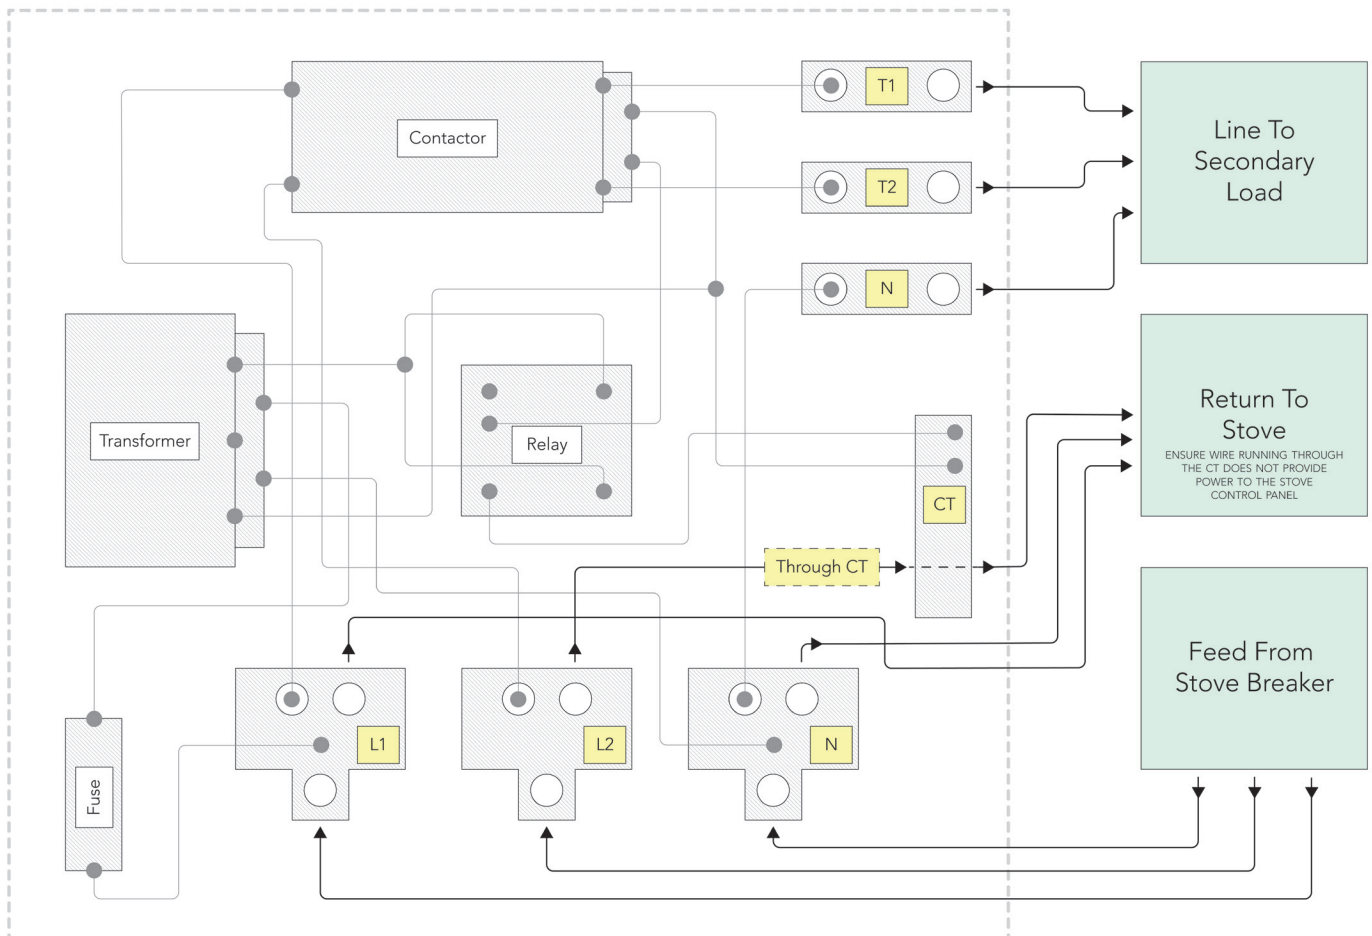 T1
Contactor
Line To
Secondary
Load
T2
N
Return To
Stove
ENSURE WIRE RUNNING THROUGH
THE CT DOES NOT PROVIDE
POWER TO THE STOVE
CONTROL PANEL
Transformer
Relay
CT
Through CT
Feed From
Stove Breaker
L1
L2
N
Fuse